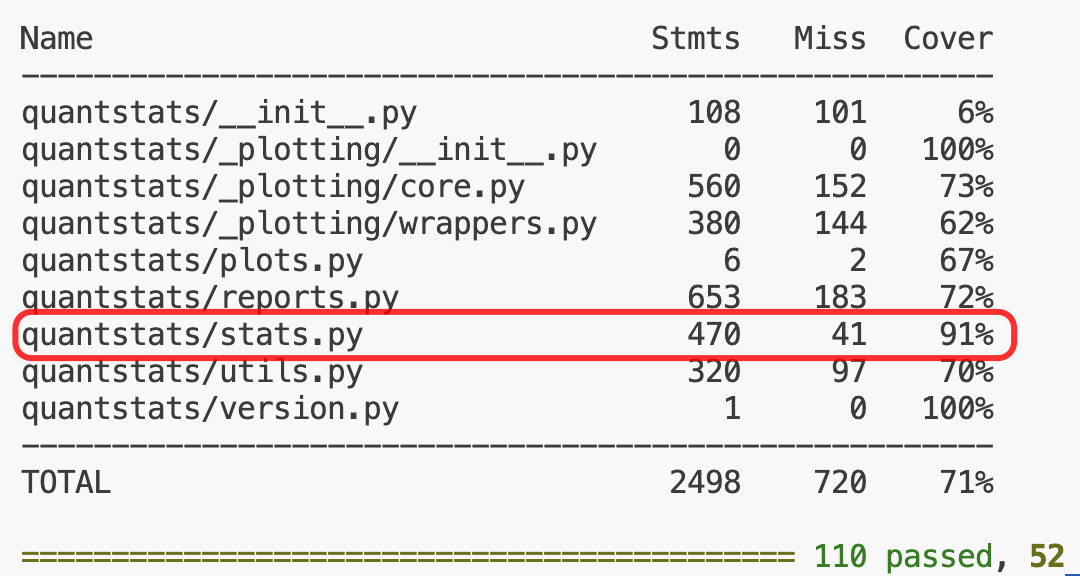 Name Stmts Miss Cover
------------------------------------------------------
quantstats/__init__.py 108 101 6%
quantstats/_plotting/__init__.py 0 0 100%
quantstats/_plotting/core.py 560 152 73%
quantstats/_plotting/wrappers.py 380 144 62%
quantstats/plots.py 6 2 67%
quantstats/reports.py 653 183 72%
quantstats/stats.py 470 41 91%
quantstats/utils.py 320 97 70%
quantstats/version.py 1 0 100%
------------------------------------------------------
TOTAL 2498 720 71%
=========================================== 110 passed, 52